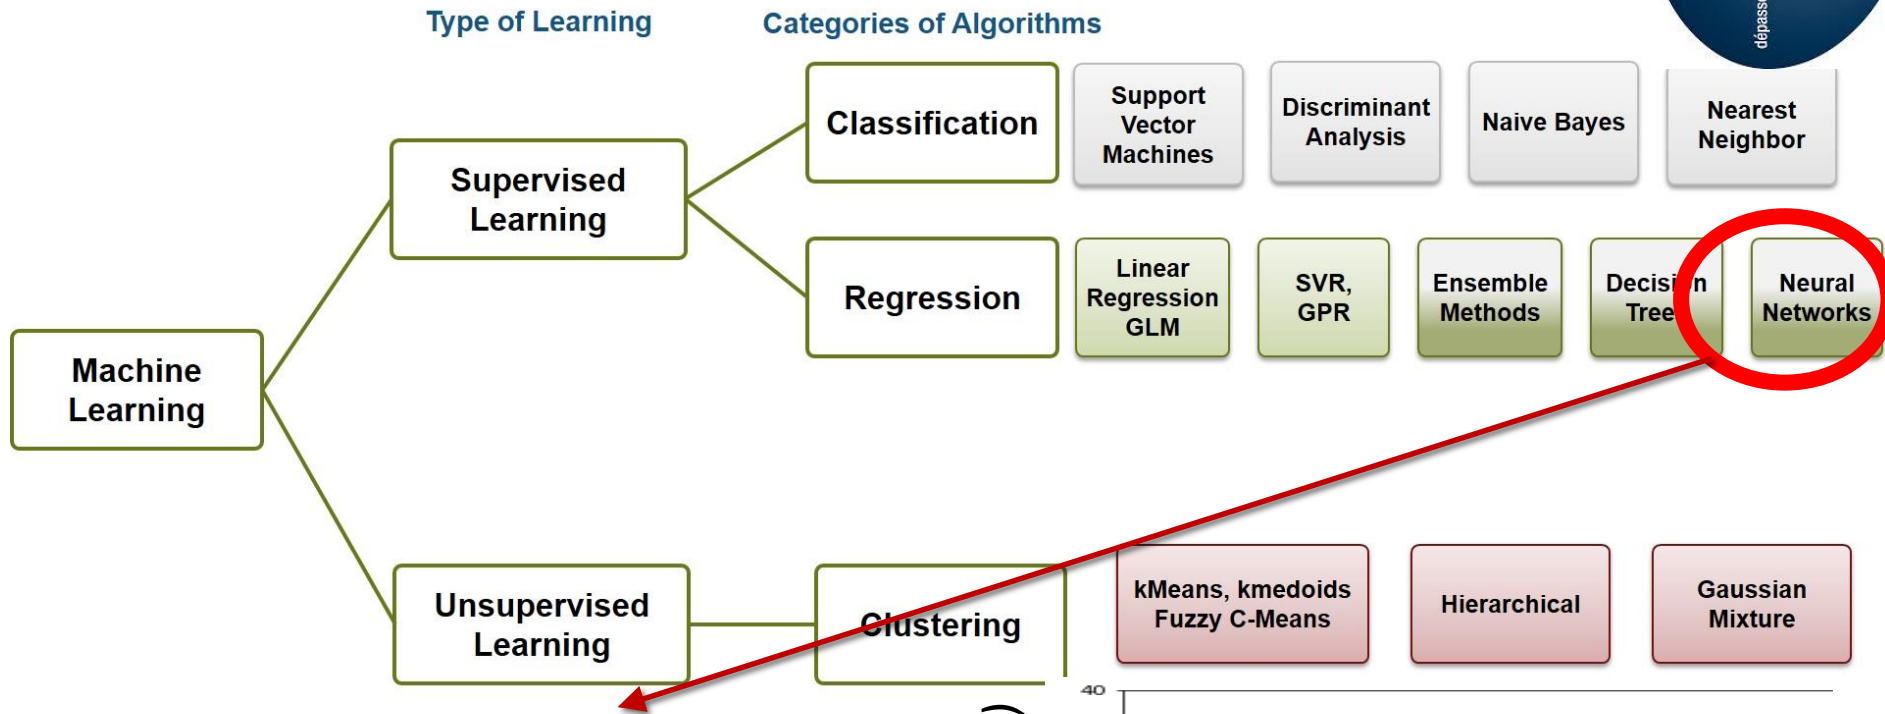 Type of Learning
Categories of Algorithms
Classification
Support
Vector
Machines
Discriminant
Analysis
Naive Bayes
Nearest
Neighbor
Supervised
Learning
Regression
Linear
Regression
GLM
SVR,
GPR
Ensemble
Methods
Decision
Tree
Neural
Networks
Machine
Learning
Unsupervised
Learning
Clustering
kMeans, kmedoids
Fuzzy C-Means
Hierarchical
Gaussian
Mixture
40